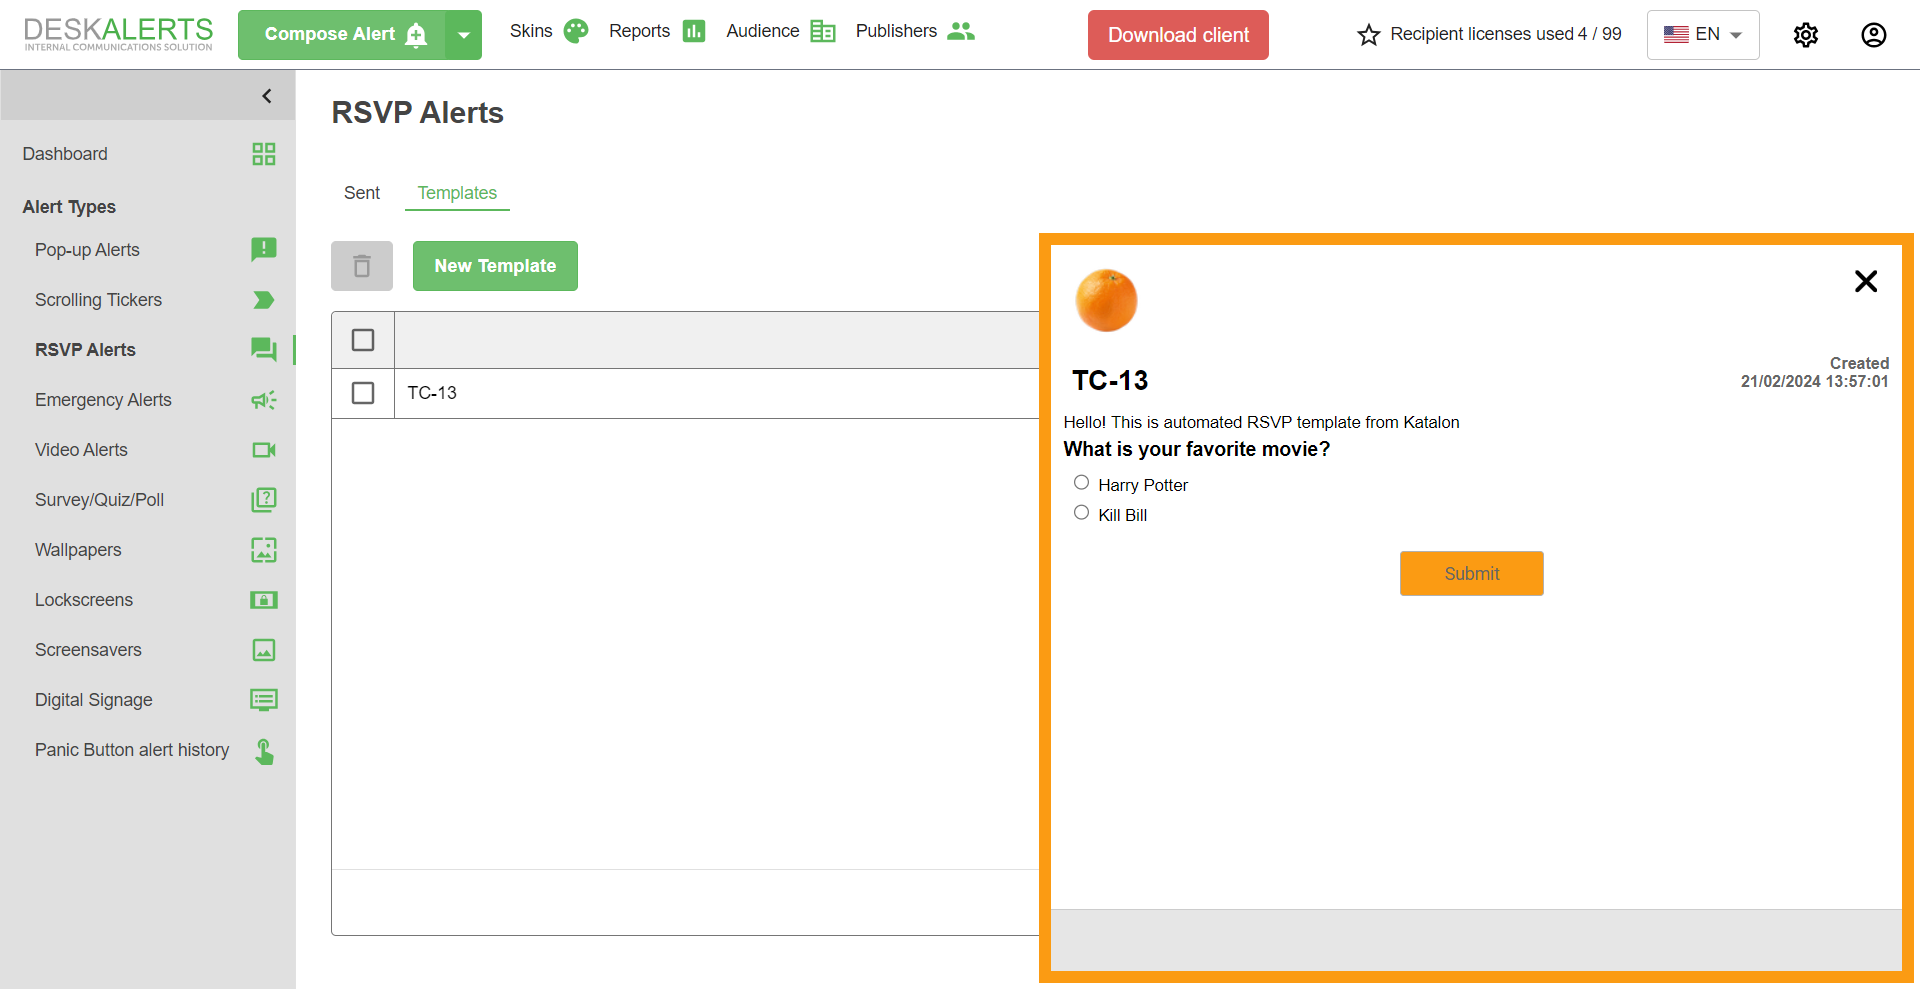 DESKALERTS
INTERNAL COMMUNICATIONS SOLUTION
Compose Alert
Skins
Reports
Audience
Publishers
Download client
Recipient licenses used 4 / 99
EN
Dashboard
Alert Types
Pop-up Alerts
Scrolling Tickers
RSVP Alerts
Emergency Alerts
Video Alerts
Survey/Quiz/Poll
Wallpapers
Lockscreens
Screensavers
Digital Signage
Panic Button alert history
RSVP Alerts
Sent
Templates
New Template
TC-13
TC-13
Created
21/02/2024 13:57:01
Hello! This is automated RSVP template from Katalon
What is your favorite movie?
Harry Potter
Kill Bill
Submit